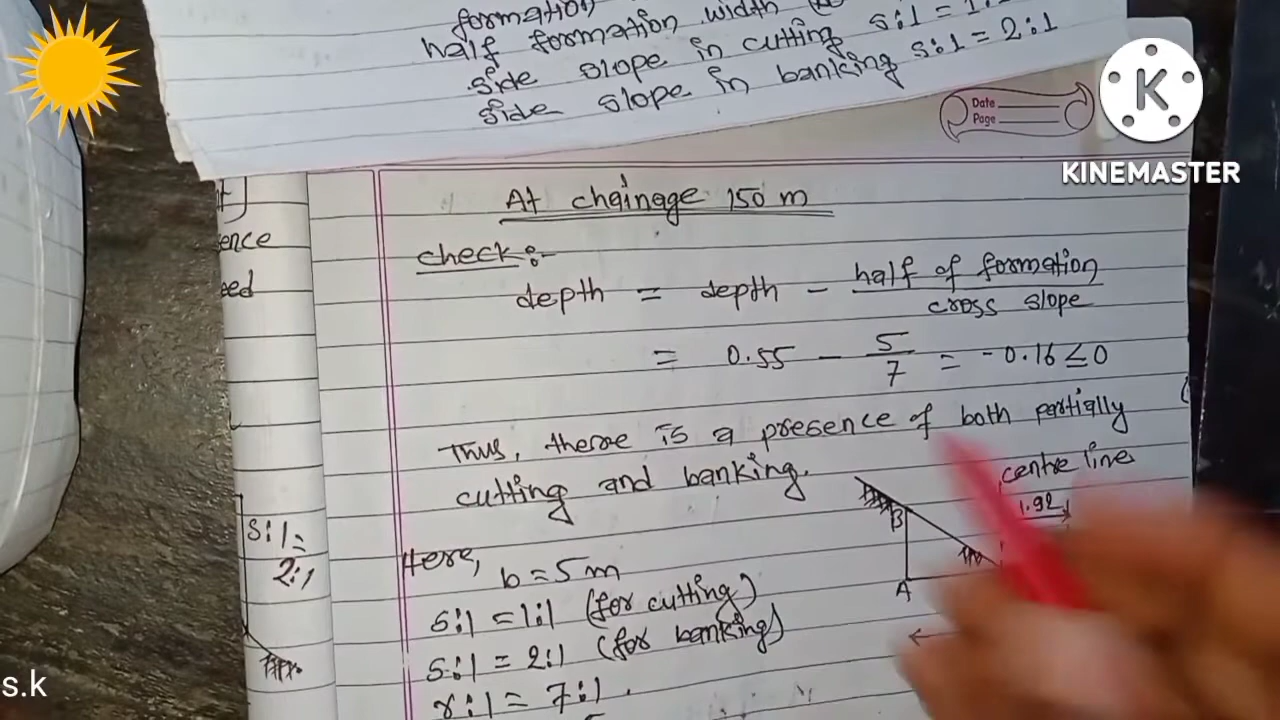 formation
half formation width
side slope in cutting s:1 = 1:
side slope in banking s:1 = 2:1
Date
Page
K
KINEMASTER
ence
eed
At chainage 150 m
check:-
depth = depth - half of formation / cross slope
= 0.55 - 5/7 = -0.16 ≤ 0
Thus, there is a presence of both partially
cutting and banking.
centre lines
1.92
B
A
s:1 =
2:1
Here, b = 5 m
s:1 = 1:1 (for cutting)
s:1 = 2:1 (for banking)
r:1 = 7:1.
s.k